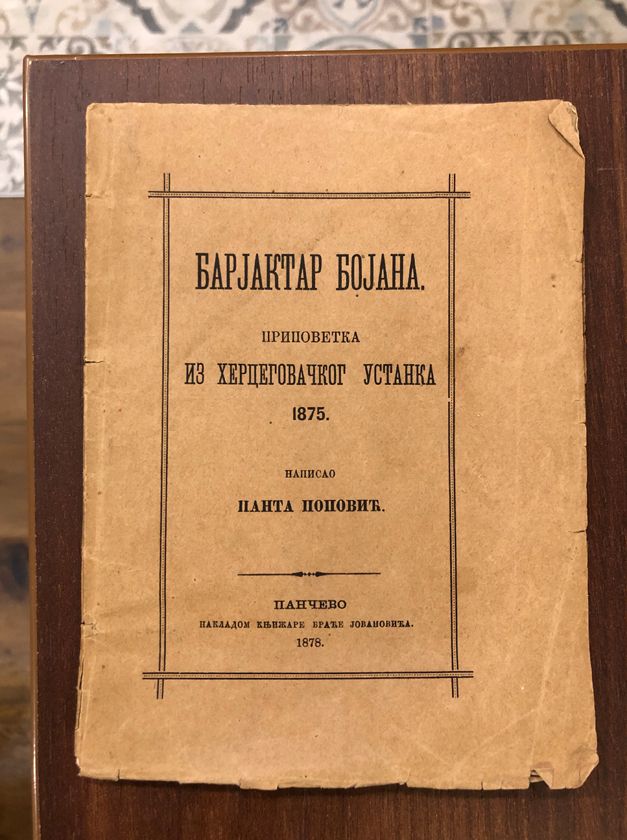 БАРЈАКТАР БОЈАНА.
ПРИПОВЕТКА
ИЗ ХЕРЦЕГОВАЧКОГ УСТАНКА
1875.
НАПИСАО
ПАНТА ПОПОВИЋ.
ПАНЧЕВО
НАКЛАДОМ КЊИЖАРЕ БРАЋЕ ЈОВАНОВИЋА.
1878.